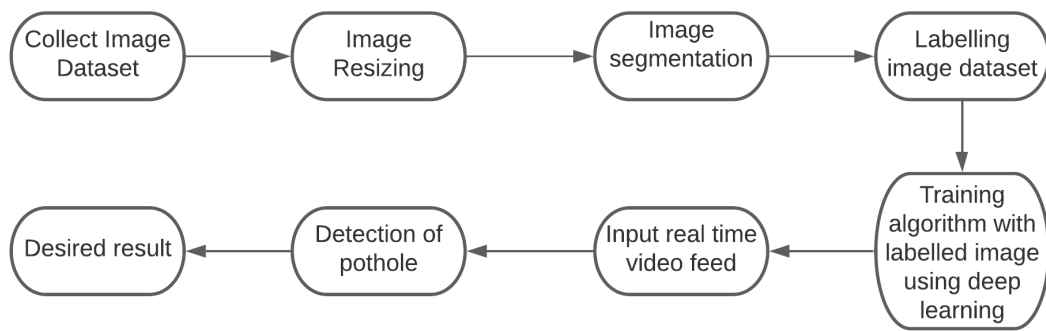 Collect Image
Dataset
Image
Resizing
Image
segmentation
Labelling
image dataset
Training
algorithm with
labelled image
using deep
learning
Input real time
video feed
Detection of
pothole
Desired result